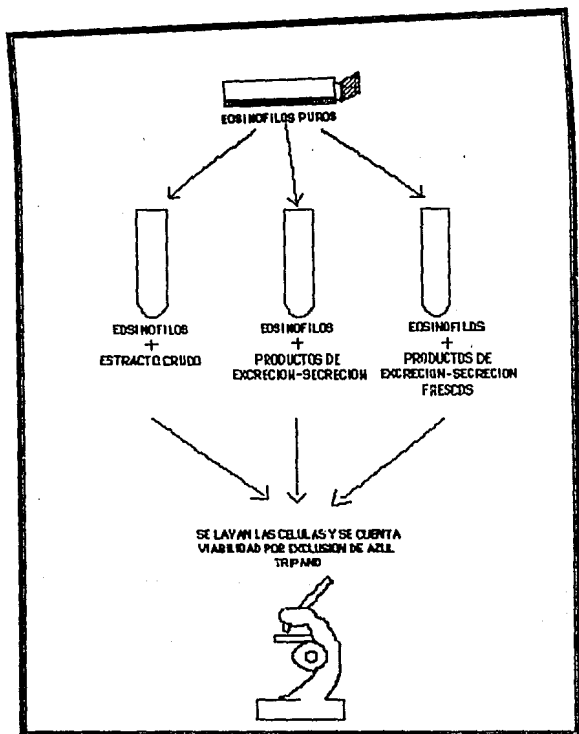 EOSINOFILOS PUROS
EOSINOFILOS
+
ESTRACTO CRUDO
EOSINOFILOS
+
PRODUCTOS DE
EXCRECION-SECRECION
EOSINOFILOS
+
PRODUCTOS DE
EXCRECION-SECRECION
FRESCOS
SE LAVAN LAS CELULAS Y SE CUENTA
VIABILIDAD POR EXCLUSION DE AZUL
TRIPANO